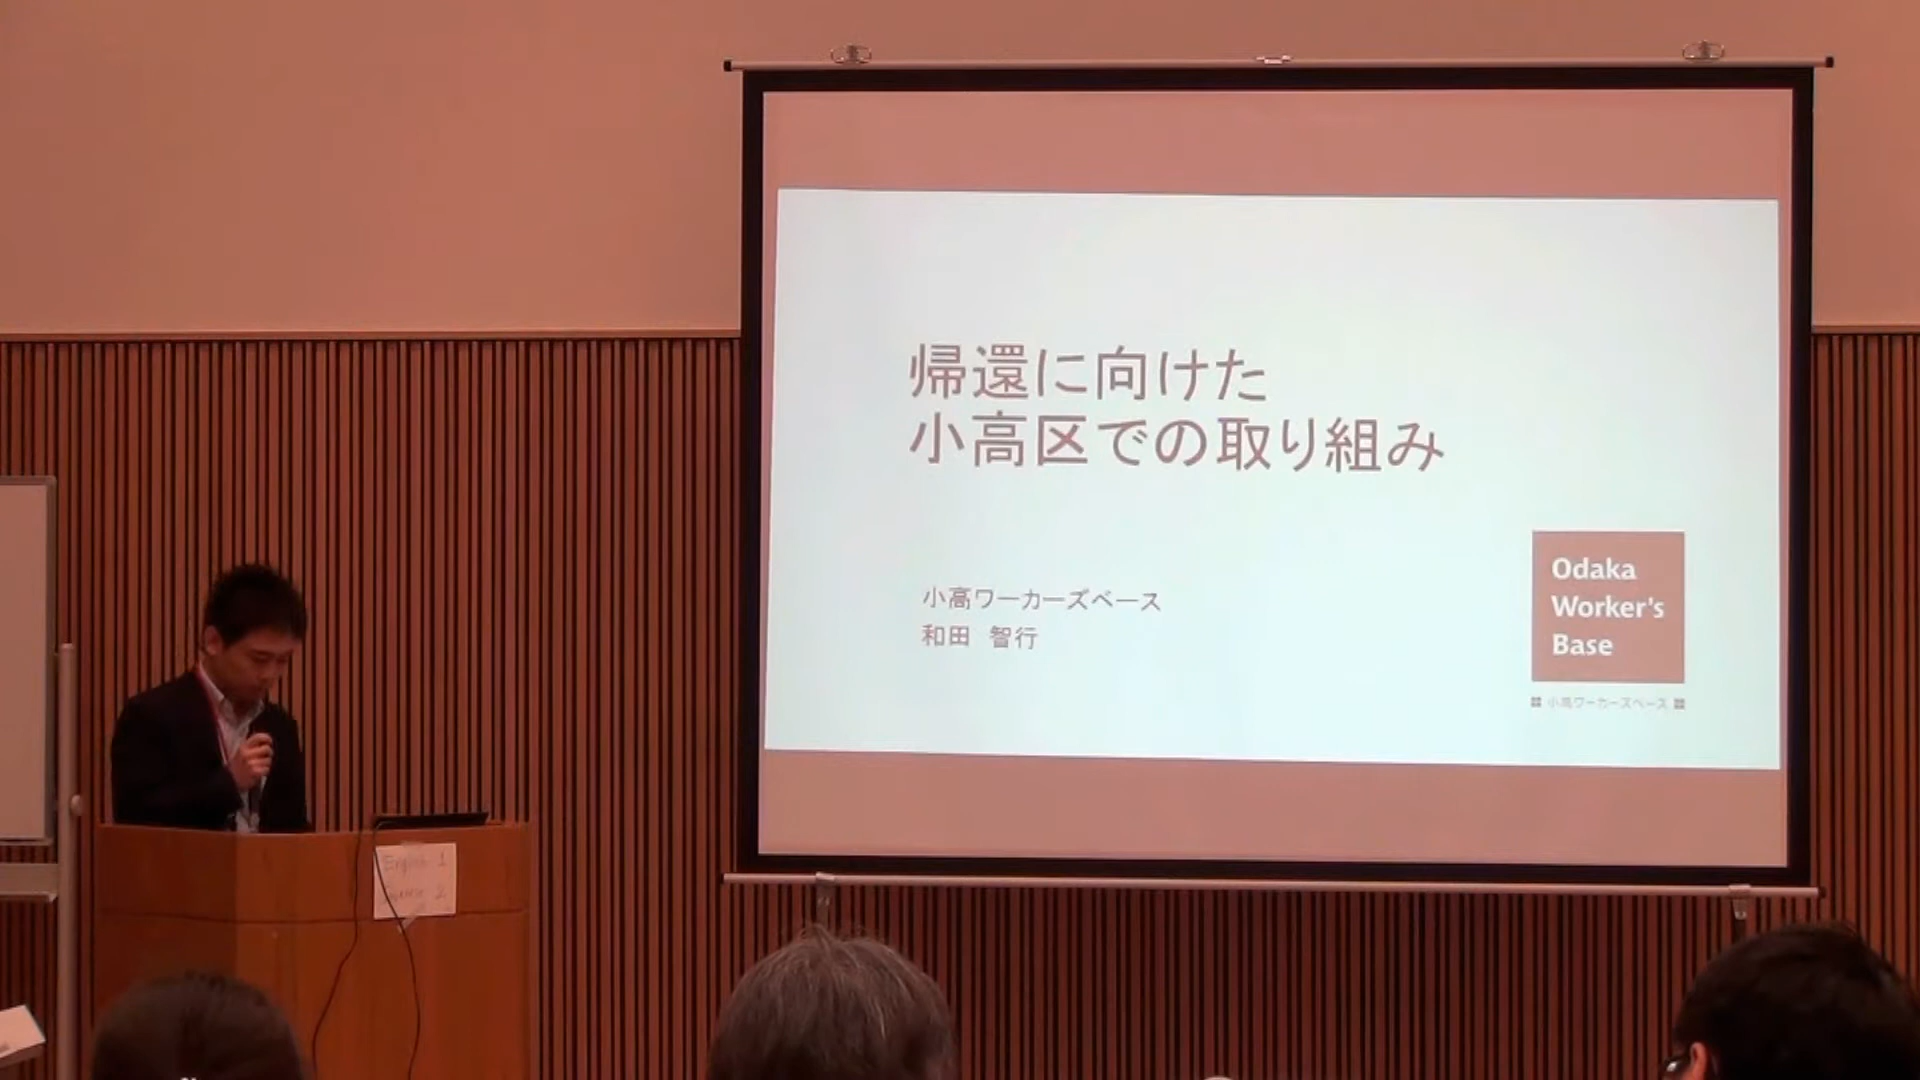 帰還に向けた
小高区での取り組み
小高ワーカーズベース
和田 智行
Odaka
Worker's
Base
小高ワーカーズベース
English 1
2